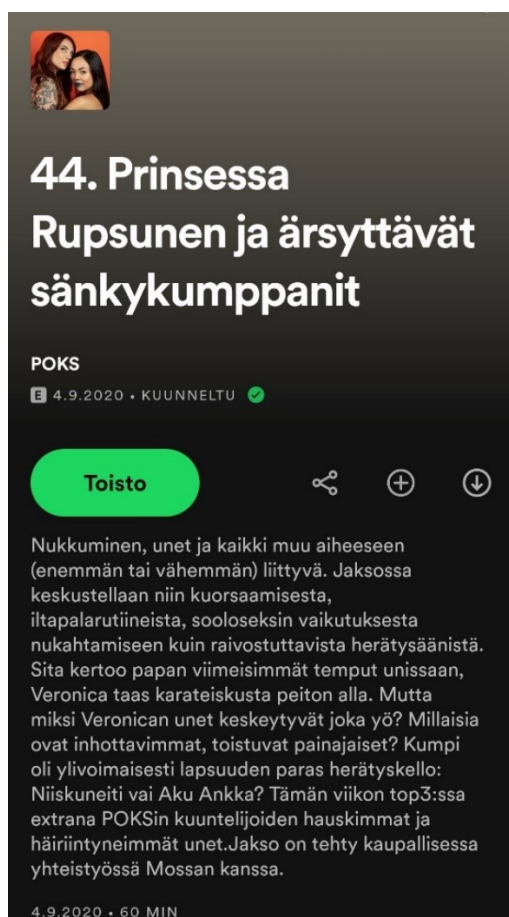 44. Prinsessa
Rupsunen ja ärsyttävät
sänkykumppanit
POKS
E 4.9.2020 • KUUNNELTU
Toisto
Nukkuminen, unet ja kaikki muu aiheeseen
(enemmän tai vähemmän) liittyvä. Jaksossa
keskustellaan niin kuorsaamisesta,
iltapalarutiineista, sooloseksin vaikutuksesta
nukahtamiseen kuin raivostuttavista herätysäänistä.
Sita kertoo papan viimeisimmät temput unissaan,
Veronica taas karateiskusta peiton alla. Mutta
miksi Veronican unet keskeytyvät joka yö? Millaisia
ovat inhottavimmat, toistuvat painajaiset? Kumpi
oli ylivoimaisesti lapsuuden paras herätyskello:
Niiskuneiti vai Aku Ankka? Tämän viikon top3:ssa
extrana POKSin kuuntelijoiden hauskimmat ja
häiriintyneimmät unet.Jakso on tehty kaupallisessa
yhteistyössä Mossan kanssa.
4.9.2020 • 60 MIN